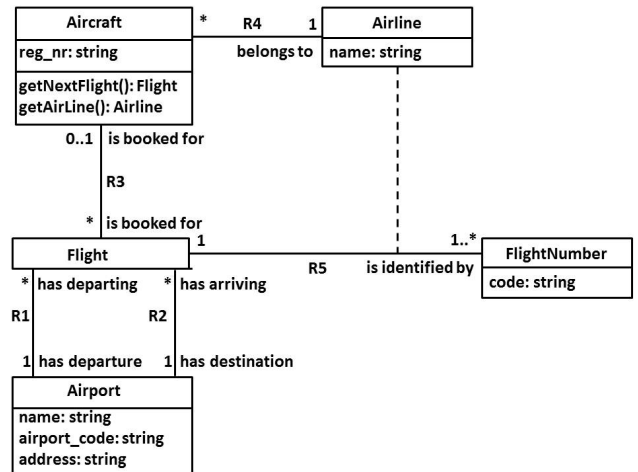 Aircraft
reg_nr: string
getNextFlight(): Flight
getAirLine(): Airline
* R4 1
belongs to
Airline
name: string
0..1 is booked for
R3
* is booked for
Flight
1
1..*
R5
is identified by
FlightNumber
code: string
* has departing
* has arriving
R1
R2
1 has departure
1 has destination
Airport
name: string
airport_code: string
address: string